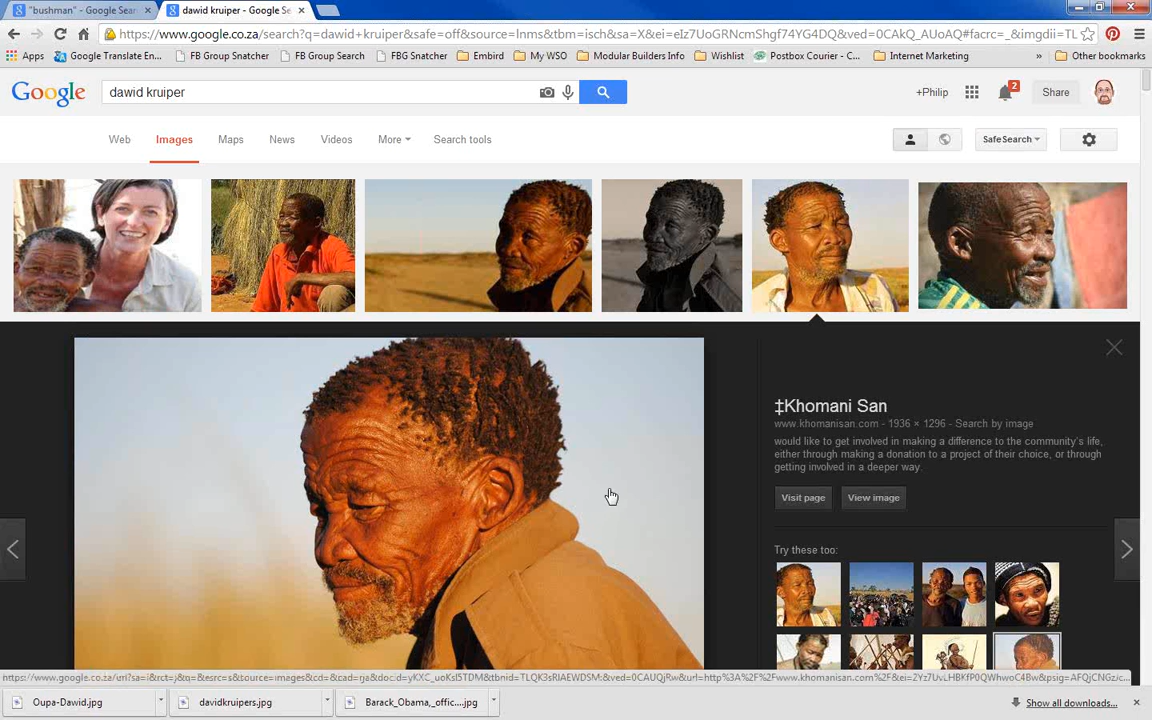 "bushman" - Google Sear
dawid kruiper - Google Se
https://www.google.co.za/search?q=dawid+kruiper&safe=off&source=lnms&tbm=isch&sa=X&ei=eIz7UoGRNcmShgf74YG4DQ&ved=0CAkQ_AUoAQ#facrc=_&imgdii=TL
Apps Google Translate En... FB Group Snatcher FB Group Search FBG Snatcher Embird My WSO Modular Builders Info Wishlist Postbox Courier - C... Internet Marketing » Other bookmarks
Google dawid kruiper +Philip 2 Share
Web Images Maps News Videos More Search tools SafeSearch
‡Khomani San
www.khomanisan.com - 1936 × 1296 - Search by image
would like to get involved in making a difference to the community's life,
either through making a donation to a project of their choice, or through
getting involved in a deeper way.
Visit page View image
Try these too:
Oupa-Dawid.jpg davidkruipers.jpg Barack_Obama,_offic....jpg Show all downloads...